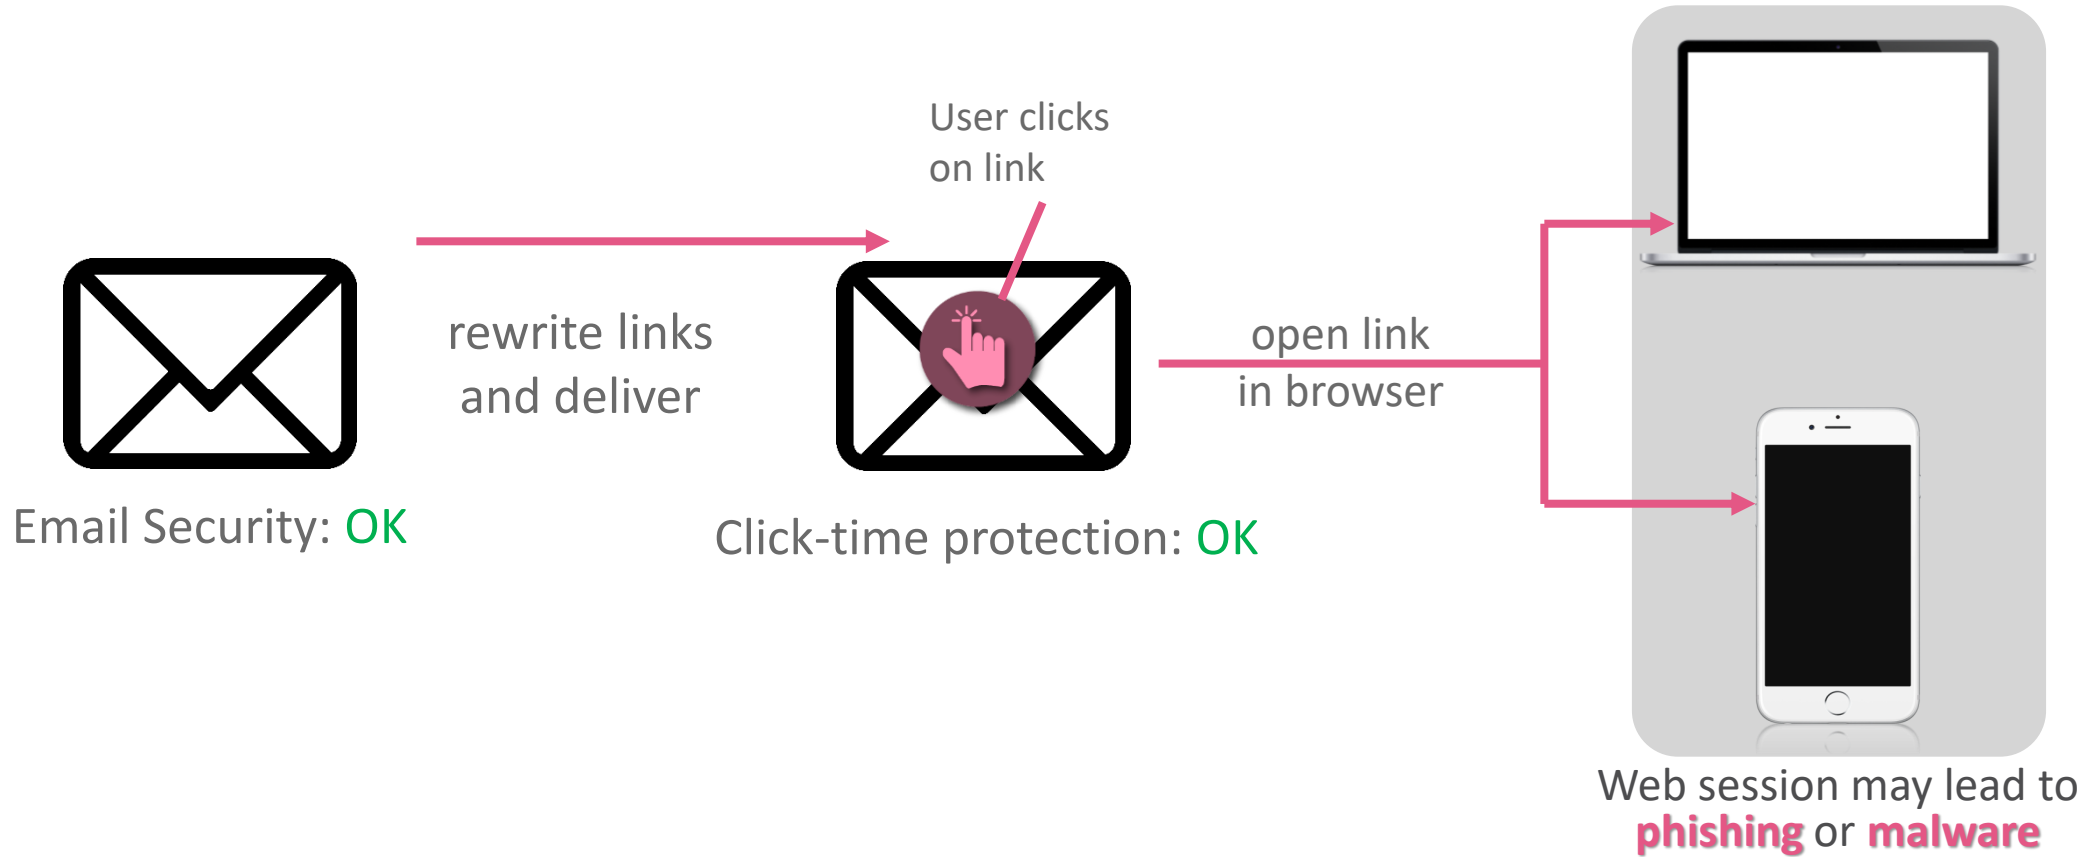 User clicks
on link
rewrite links
and deliver
open link
in browser
Email Security: OK
Click-time protection: OK
Web session may lead to
phishing or malware